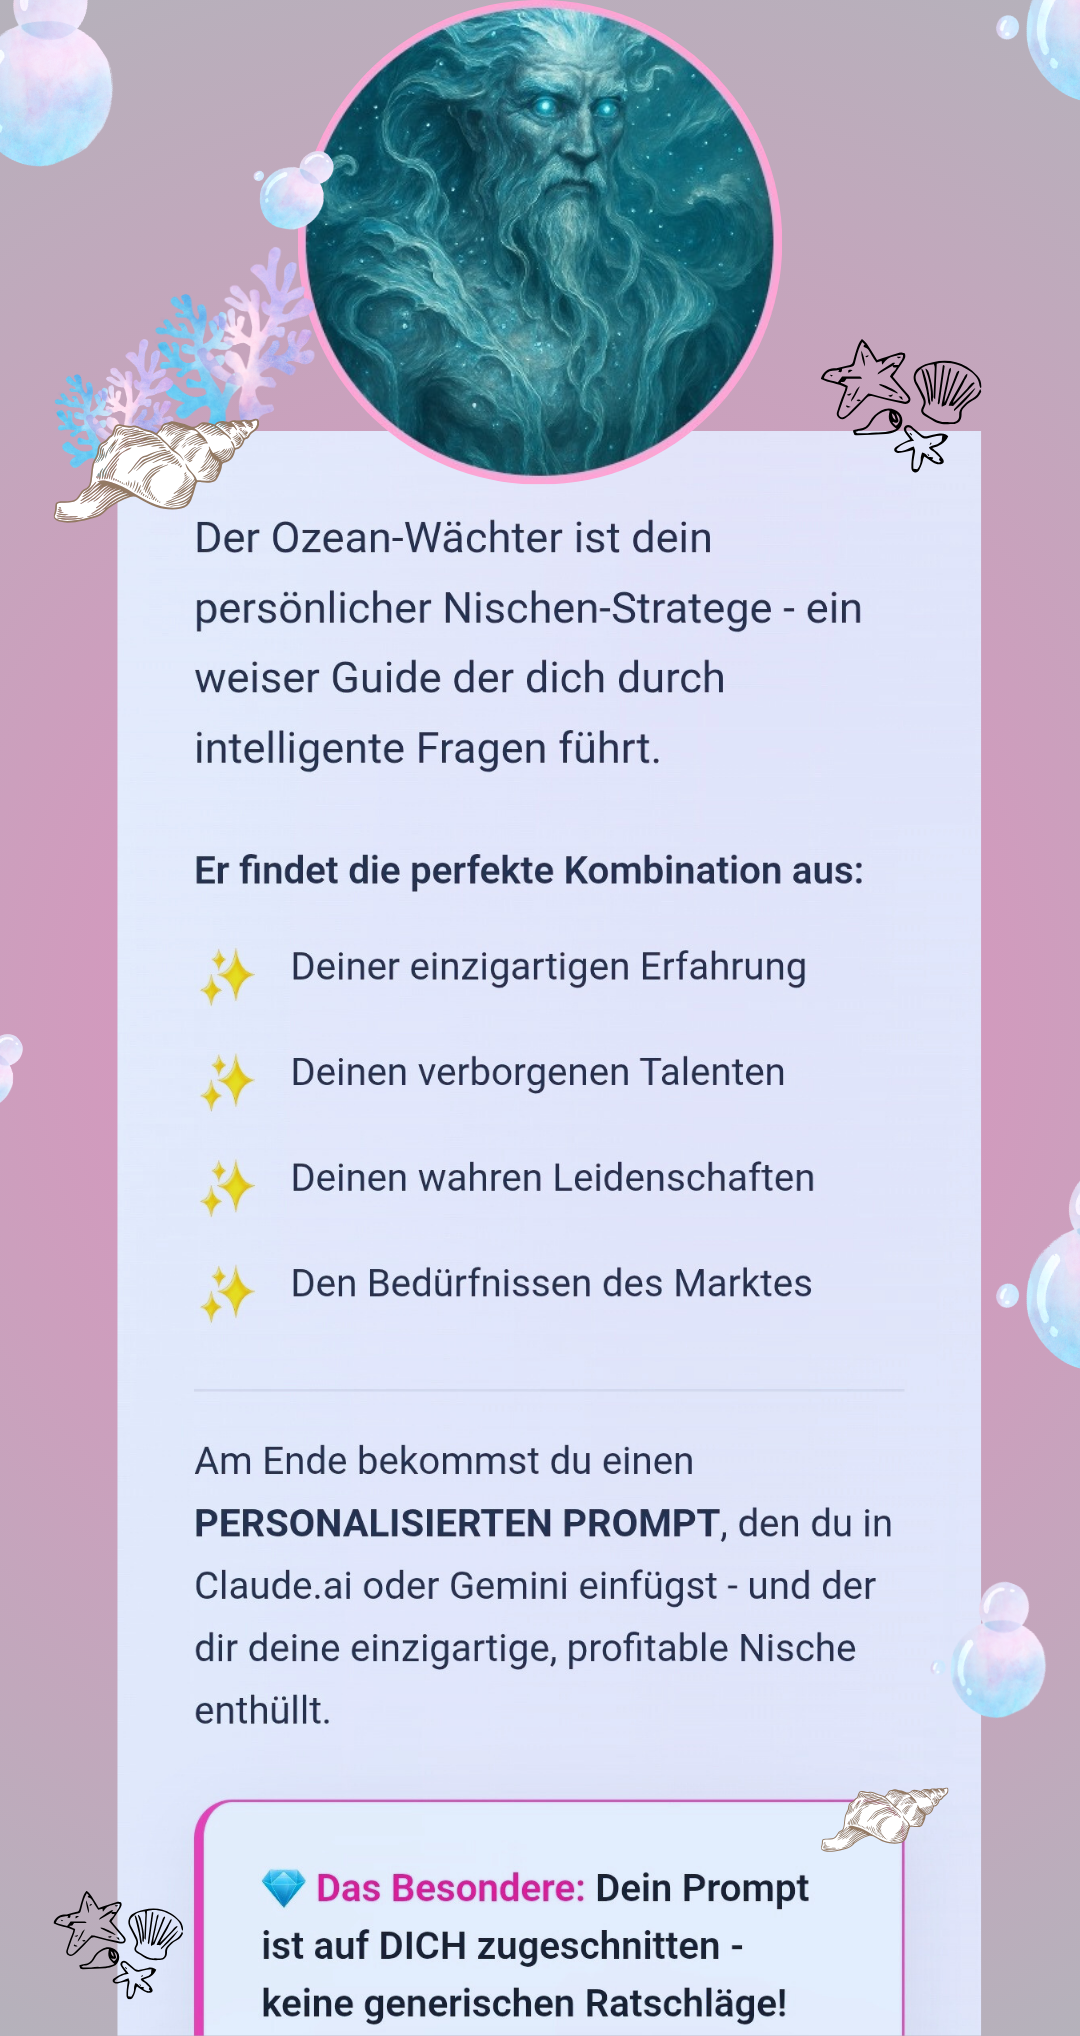 Der Ozean-Wächter ist dein
persönlicher Nischen-Stratege - ein
weiser Guide der dich durch
intelligente Fragen führt.
Er findet die perfekte Kombination aus:
✨ Deiner einzigartigen Erfahrung
✨ Deinen verborgenen Talenten
✨ Deinen wahren Leidenschaften
✨ Den Bedürfnissen des Marktes
Am Ende bekommst du einen
PERSONALISIERTEN PROMPT, den du in
Claude.ai oder Gemini einfügst - und der
dir deine einzigartige, profitable Nische
enthüllt.
💎 Das Besondere: Dein Prompt
ist auf DICH zugeschnitten -
keine generischen Ratschläge!